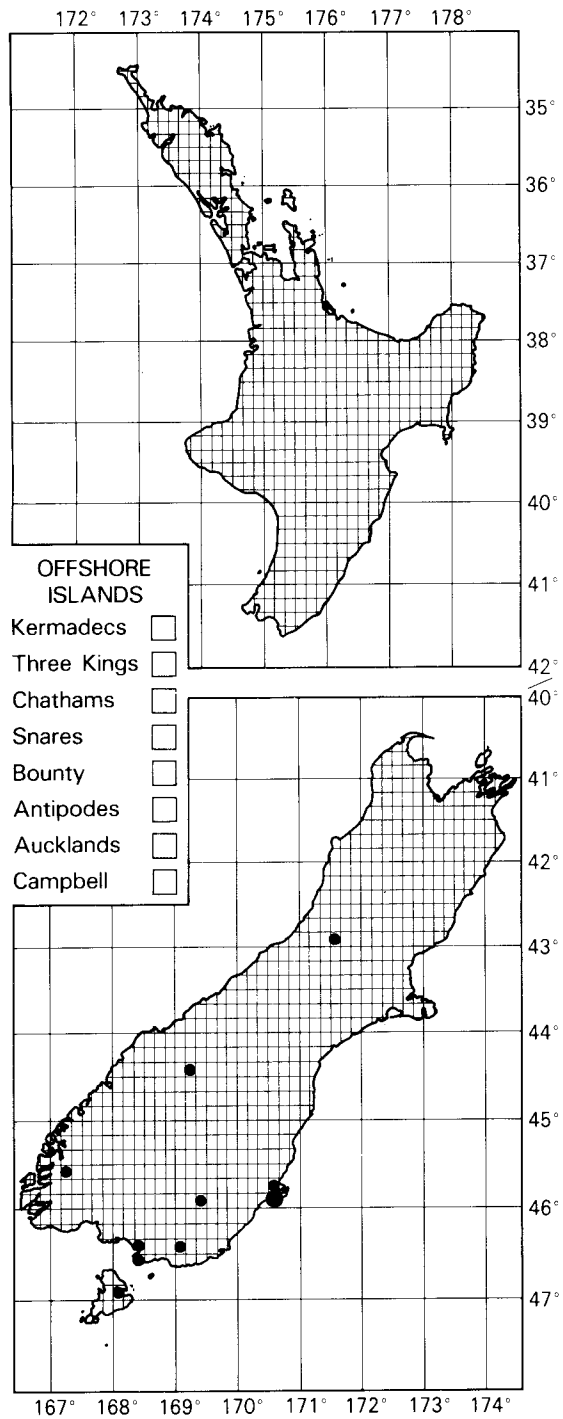 172° 173° 174° 175° 176° 177° 178°
35°
36°
37°
38°
39°
40°
41°
42°
OFFSHORE
ISLANDS
Kermadecs
Three Kings
Chathams
Snares
Bounty
Antipodes
Aucklands
Campbell
40°
41°
42°
43°
44°
45°
46°
47°
167° 168° 169° 170° 171° 172° 173° 174°